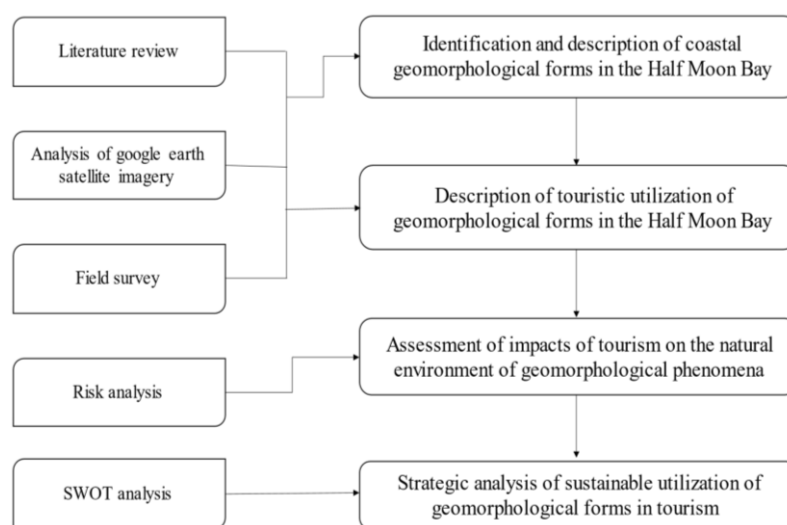 Literature review
Identification and description of coastal
geomorphological forms in the Half Moon Bay
Analysis of google earth
satellite imagery
Description of touristic utilization of
geomorphological forms in the Half Moon Bay
Field survey
Assessment of impacts of tourism on the natural
environment of geomorphological phenomena
Risk analysis
SWOT analysis
Strategic analysis of sustainable utilization of
geomorphological forms in tourism